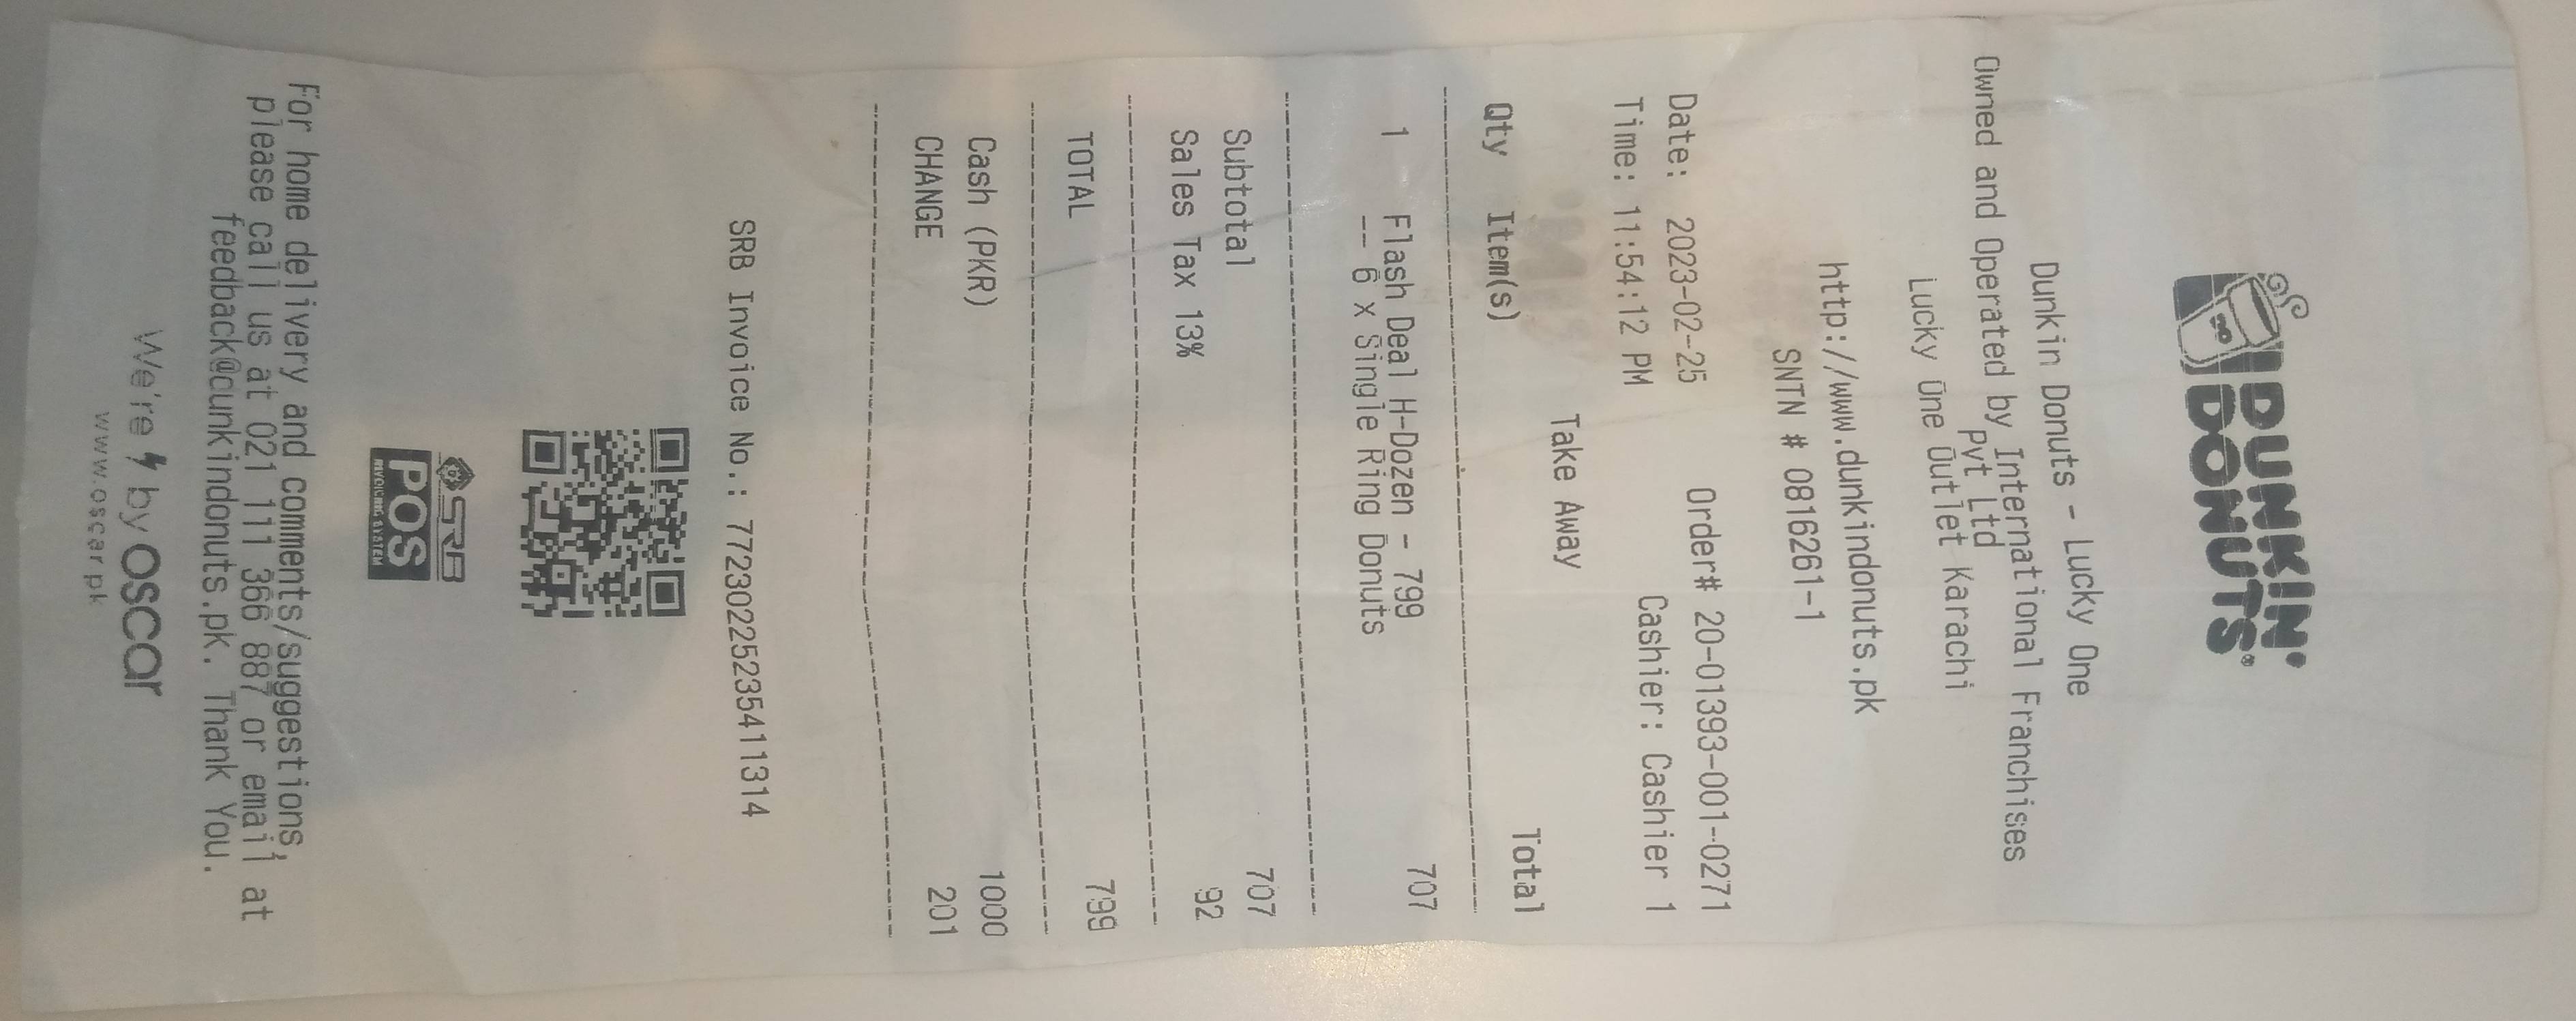 DUNKIN'
DONUTS
Dunkin Donuts - Lucky One
Owned and Operated by International Franchises
Pvt Ltd
Lucky One Outlet Karachi
http://www.dunkindonuts.pk
SNTN # 0816261-1
Date: 2023-02-25 Order# 20-01393-001-0271
Time: 11:54:12 PM Cashier: Cashier 1
Take Away
Qty Item(s) Total
1 Flash Deal H-Dozen - 799 707
-- 6 x Single Ring Donuts
Subtotal 707
Sales Tax 13% 92
TOTAL 799
Cash (PKR) 1000
CHANGE 201
SRB Invoice No.: 77230225235411314
SRB
POS
INVOICING SYSTEM
For home delivery and comments/suggestions,
please call us at 021 111 366 887 or email at
feedback@dunkindonuts.pk. Thank You.
We're by oscar
www.oscar.pk